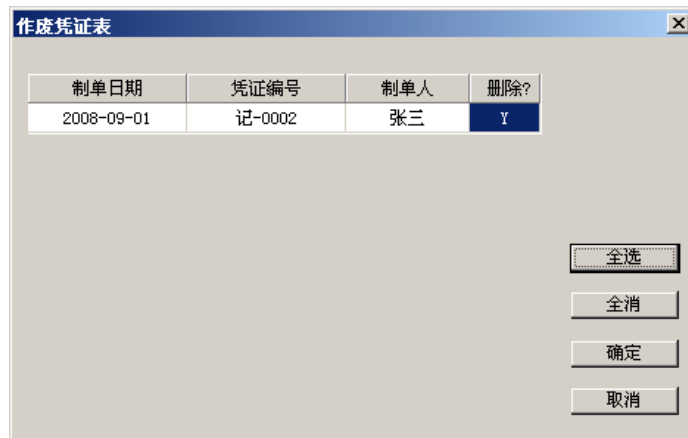 作废凭证表
制单日期 凭证编号 制单人 删除?
2008-09-01 记-0002 张三 Y
全选
全消
确定
取消